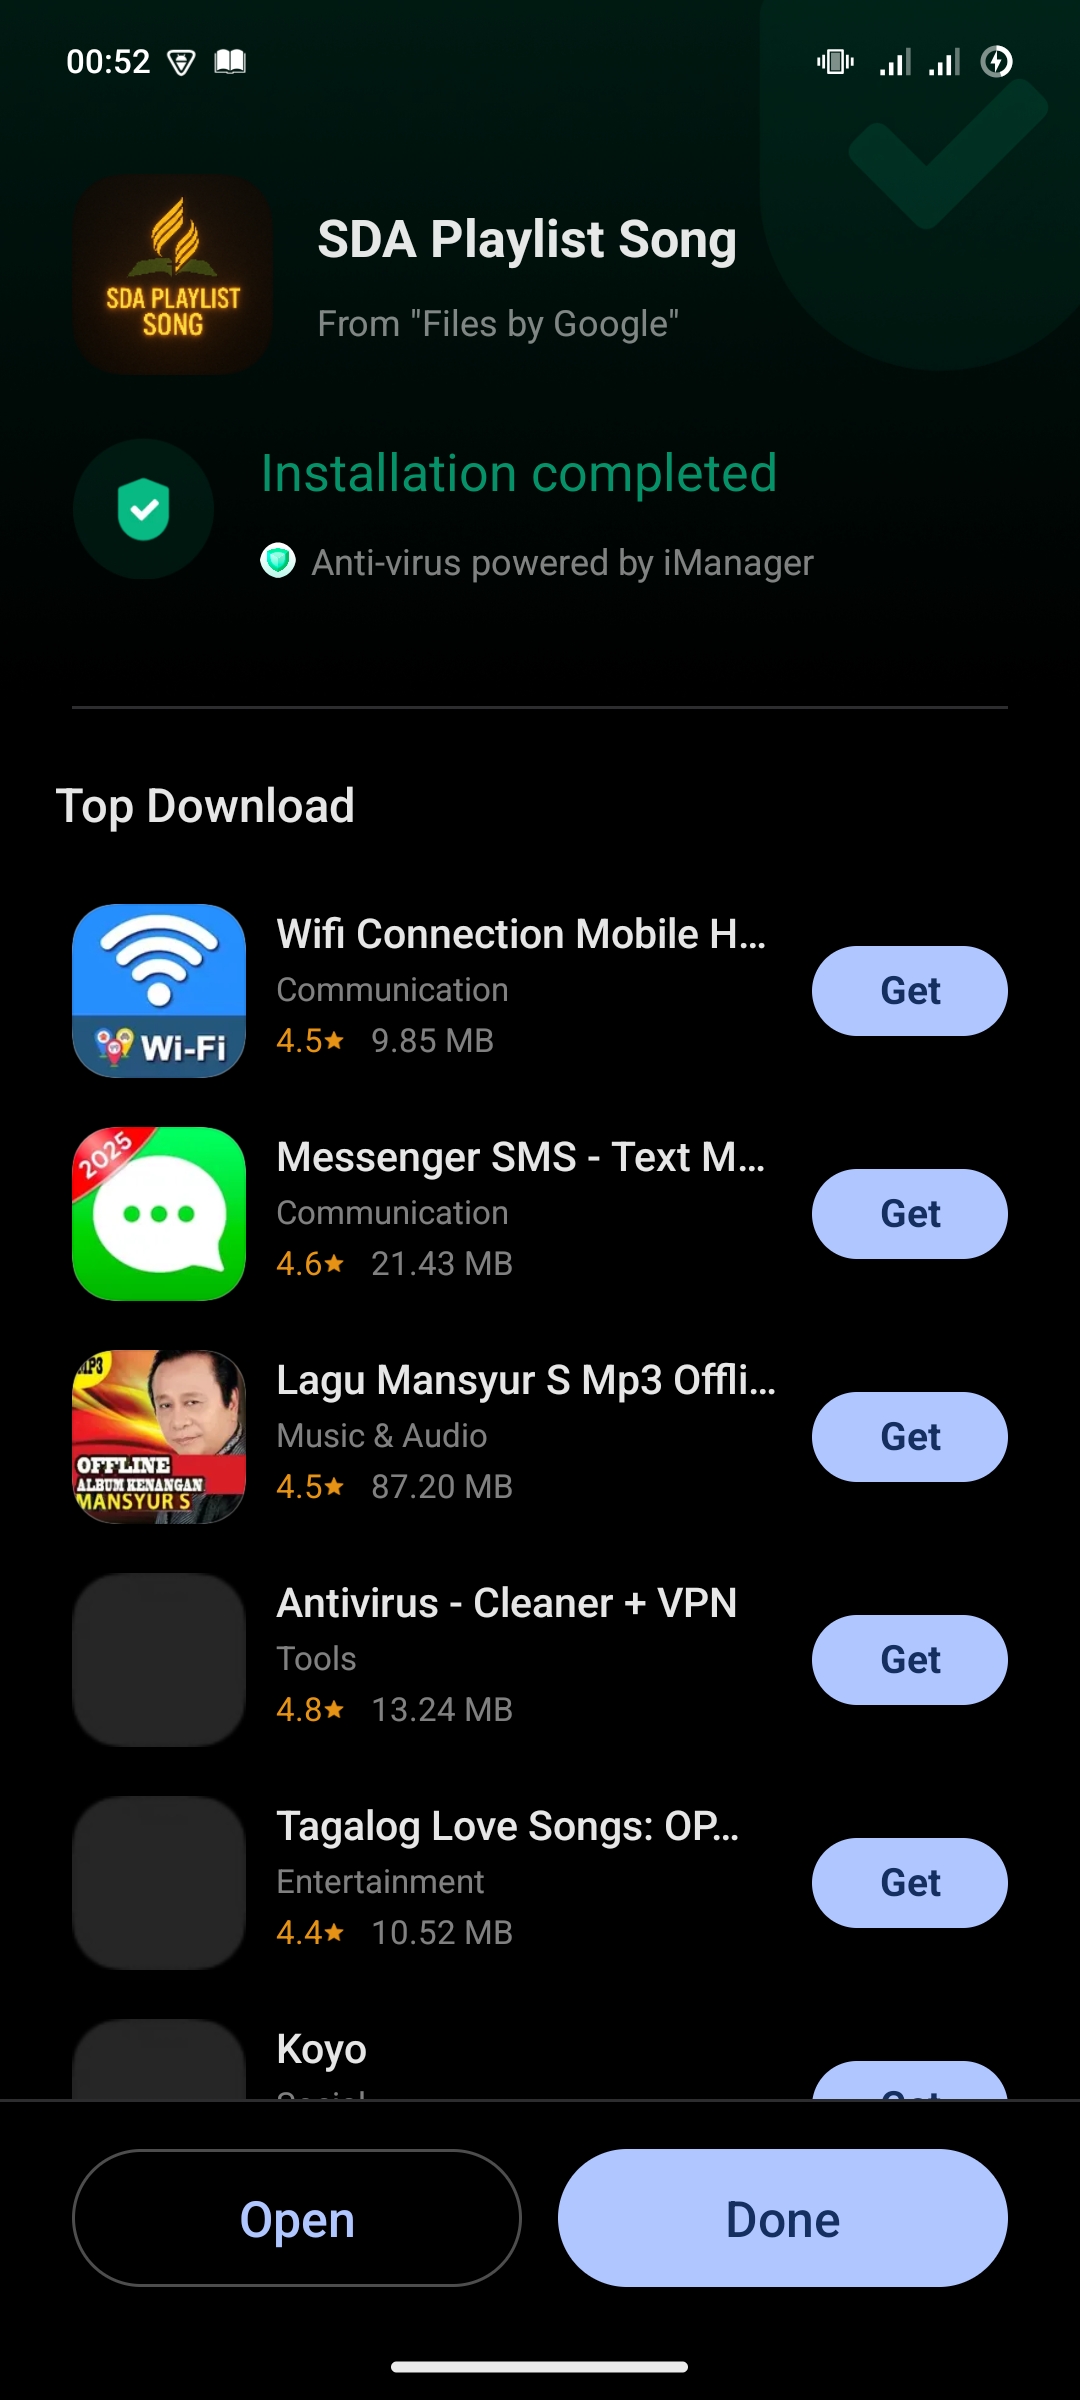 00:52
SDA PLAYLIST
SONG
SDA Playlist Song
From "Files by Google"
Installation completed
Anti-virus powered by iManager
Top Download
Wi-Fi
Wifi Connection Mobile H...
Communication
4.5★ 9.85 MB
Get
2025
Messenger SMS - Text M...
Communication
4.6★ 21.43 MB
Get
MP3
OFFLINE
ALBUM KENANGAN
MANSYUR S
Lagu Mansyur S Mp3 Offli...
Music & Audio
4.5★ 87.20 MB
Get
Antivirus - Cleaner + VPN
Tools
4.8★ 13.24 MB
Get
Tagalog Love Songs: OP...
Entertainment
4.4★ 10.52 MB
Get
Koyo
Social
Get
Open
Done